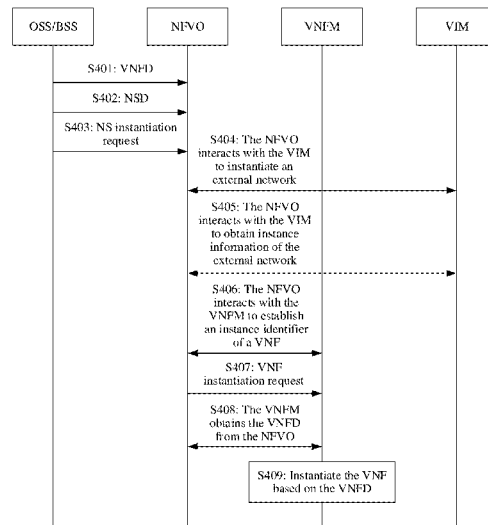 OSS/BSS
NFVO
VNFM
VIM
S401: VNFD
S402: NSD
S403: NS instantiation
request
S404: The NFVO
interacts with the VIM
to instantiate an
external network
S405: The NFVO
interacts with the VIM
to obtain instance
information of the
external network
S406: The NFVO
interacts with the
VNFM to establish
an instance identifier
of a VNF
S407: VNF
instantiation request
S408: The VNFM
obtains the VNFD
from the NFVO
S409: Instantiate the VNF
based on the VNFD